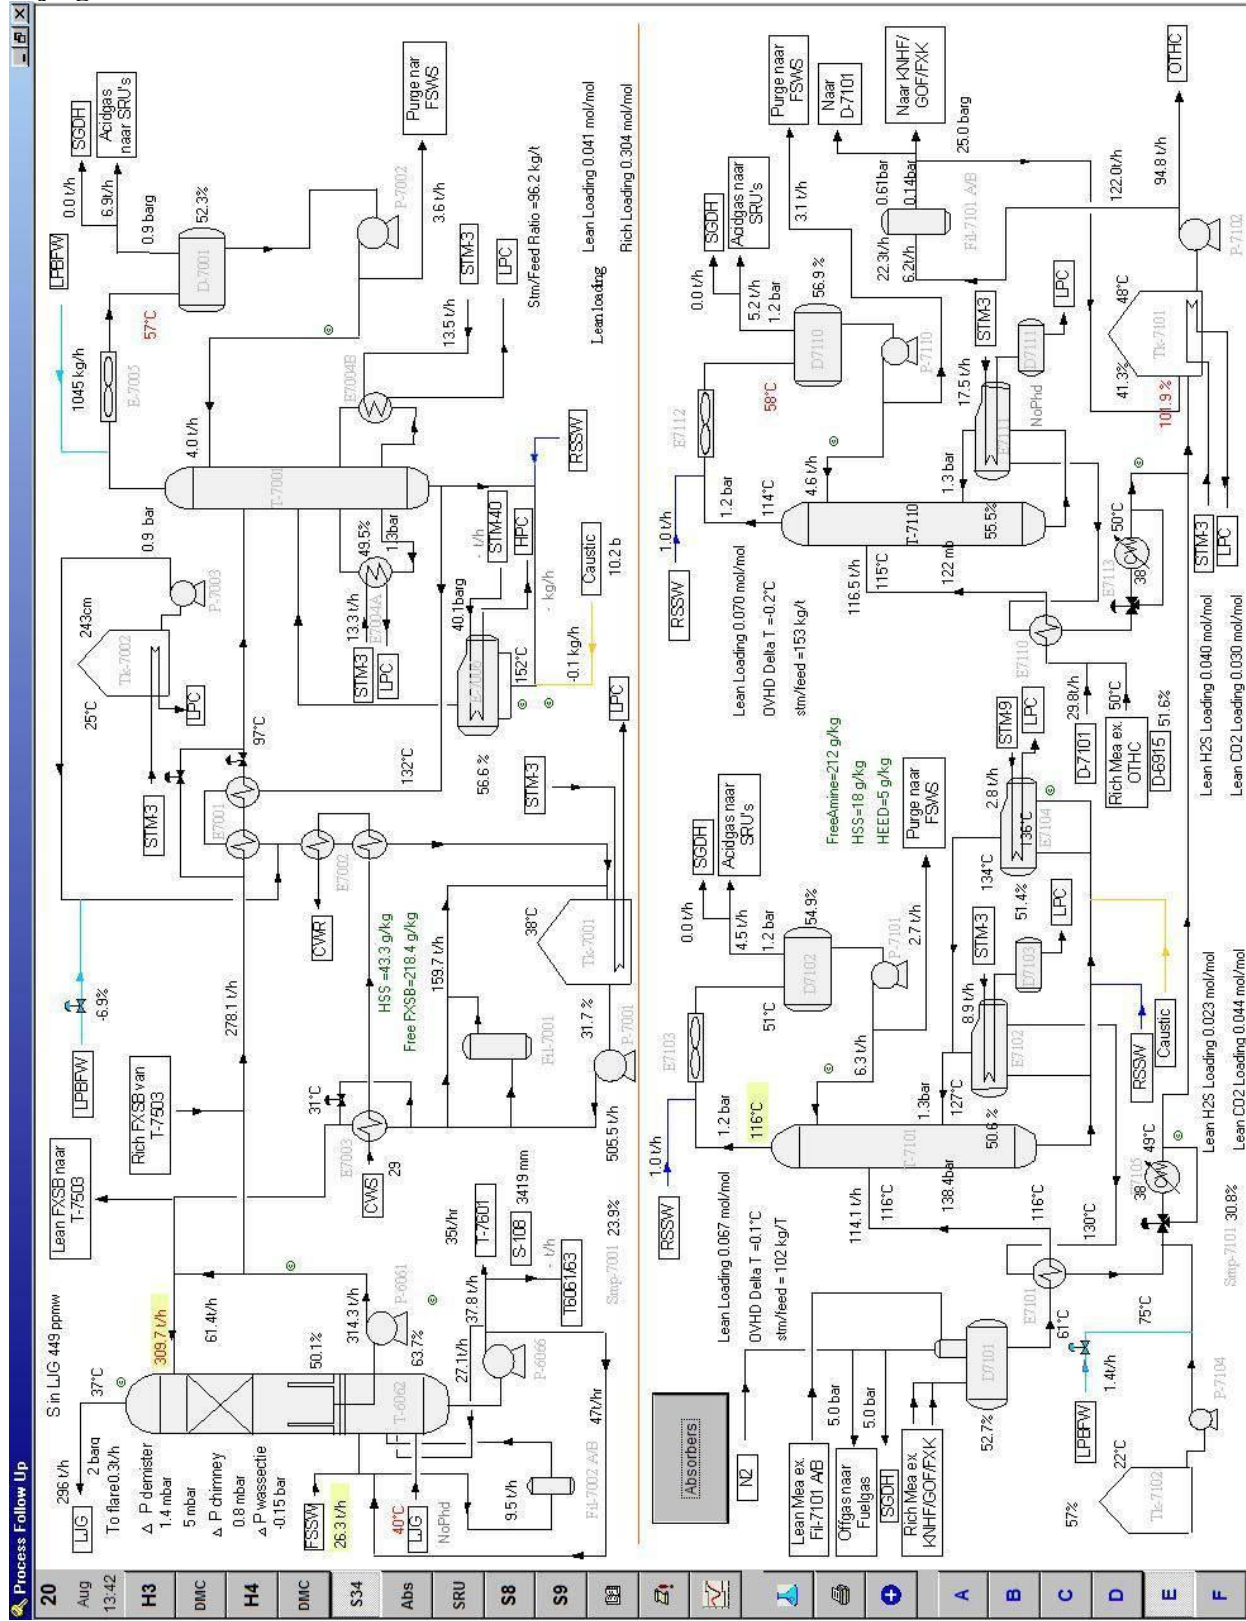 Process Follow Up
20
Aug
13:42
H3
DMC
H4
DMC
S34
Abs
SRU
S8
S9
A
B
C
D
E
F
S in LJG 449 ppmw
296 t/h
37°C
2 barg
LJG
To flare0.3t/h
Δ P demister
1.4 mbar
5 mbar
Δ P chimney
0.8 mbar
Δ P wassectie
-0.15 bar
FSSW
26.3 t/h
40°C
LJG
NoPhd
9.5 t/h
Fil-7002 A/B
309.7 t/h
61.4t/h
50.1%
314.3 t/h
P-6061
63.7%
T-6062
27.1t/h
37.8 t/h
P-6066
47t/hr
35t/hr
T-7601
S-108
3419 mm
- t/h
T6061/63
Smp-7001 23.9%
Lean FXSB naar
T-7503
Rich FXSB van
T-7503
LPBFW
-6.9%
278.1 t/h
E7003
31°C
CWS
29
505.5 t/h
P-7001
HSS =43.3 g/kg
Free FXSB=218.4 g/kg
Fil-7001
159.7 t/h
31.7 %
38°C
Tk-7001
CWR
E7002
E7001
STM-3
97°C
25°C
243cm
Tk-7002
LPC
P-7003
0.9 bar
132°C
56.6 %
STM-3
LPC
STM-3
13.3 t/h
E7004A
LPC
49.5%
1.3bar
40.1barg
- t/h
STM-40
HPC
152°C
- kg/h
-0.1 kg/h
Caustic
10.2 b
RSSW
T-7001
4.0 t/h
E7004B
13.5 t/h
STM-3
LPC
1045 kg/h
LPBFW
E-7005
57°C
0.9 barg
D-7001
52.3%
0.0 t/h
6.9t/h
SGDH
Acidgas
naar SRU's
P-7002
3.6 t/h
Purge nar
FSWS
Stm/Feed Ratio =96.2 kg/t
Leanloading
Lean Loading 0.041 mol/mol
Rich Loading 0.304 mol/mol
Absorbers
N2
Lean Mea ex.
Fil-7101 A/B
5.0 bar
Offgas naar
Fuelgas
5.0 bar
SGDH
Rich Mea ex.
KNHF/GOF/FXK
52.7%
D7101
57%
22°C
Tk-7102
LPBFW
1.4t/h
P-7104
75°C
61°C
E7101
Smp-7101 30.8%
Lean Loading 0.067 mol/mol
OVHD Delta T =0.1°C
stm/feed = 102 kg/T
RSSW
1.0 t/h
1.2 bar
116°C
114.1 t/h
116°C
138.4bar
116°C
130°C
T-7101
50.6 %
1.3bar
127°C
E7103
51°C
D7102
54.9%
0.0 t/h
4.5 t/h
1.2 bar
SGDH
Acidgas naar
SRU's
P-7101
6.3 t/h
2.7 t/h
Purge naar
FSWS
FreeAmine=212 g/kg
HSS=18 g/kg
HEED=5 g/kg
8.9 t/h
STM-3
E7102
D7103
LPC
134°C
51.4%
136°C
E7104
2.8 t/h
STM-9
LPC
RSSW
Caustic
38
E7105
CW
49°C
Lean H2S Loading 0.023 mol/mol
Lean CO2 Loading 0.044 mol/mol
D-7101
29.8t/h
Rich Mea ex.
OTHC
50°C
D-6915
51.6%
Lean Loading 0.070 mol/mol
OVHD Delta T =-0.2°C
stm/feed =153 kg/t
RSSW
1.0 t/h
1.2 bar
114°C
116.5 t/h
115°C
122 mb
T-7110
55.5%
E7110
E7112
58°C
D7110
56.9 %
0.0 t/h
5.2 t/h
1.2 bar
SGDH
Acidgas naar
SRU's
P-7110
4.6 t/h
3.1 t/h
Purge naar
FSWS
1.3 bar
17.5 t/h
STM-3
E7111
NoPhd
D7111
LPC
E7113
38
CW
50°C
STM-3
LPC
Lean H2S Loading 0.040 mol/mol
Lean CO2 Loading 0.030 mol/mol
22.3t/h
6.2t/h
0.61bar
0.14bar
Fil-7101 A/B
Naar
D-7101
Naar KNHF/
GOF/FXK
25.0 barg
122.0t/h
41.3%
48°C
Tk-7101
101.9 %
P-7102
94.8 t/h
OTHC